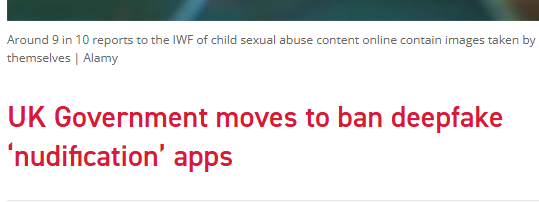 Around 9 in 10 reports to the IWF of child sexual abuse content online contain images taken by
themselves | Alamy
UK Government moves to ban deepfake
‘nudification’ apps